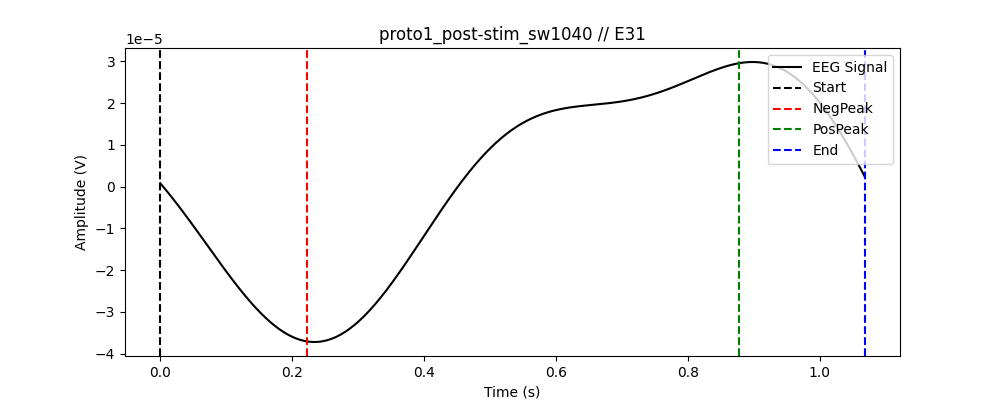 proto1_post-stim_sw1040 // E31
1e−5
3
2
1
0
−1
−2
−3
−4
Amplitude (V)
EEG Signal
Start
NegPeak
PosPeak
End
0.0 0.2 0.4 0.6 0.8 1.0
Time (s)